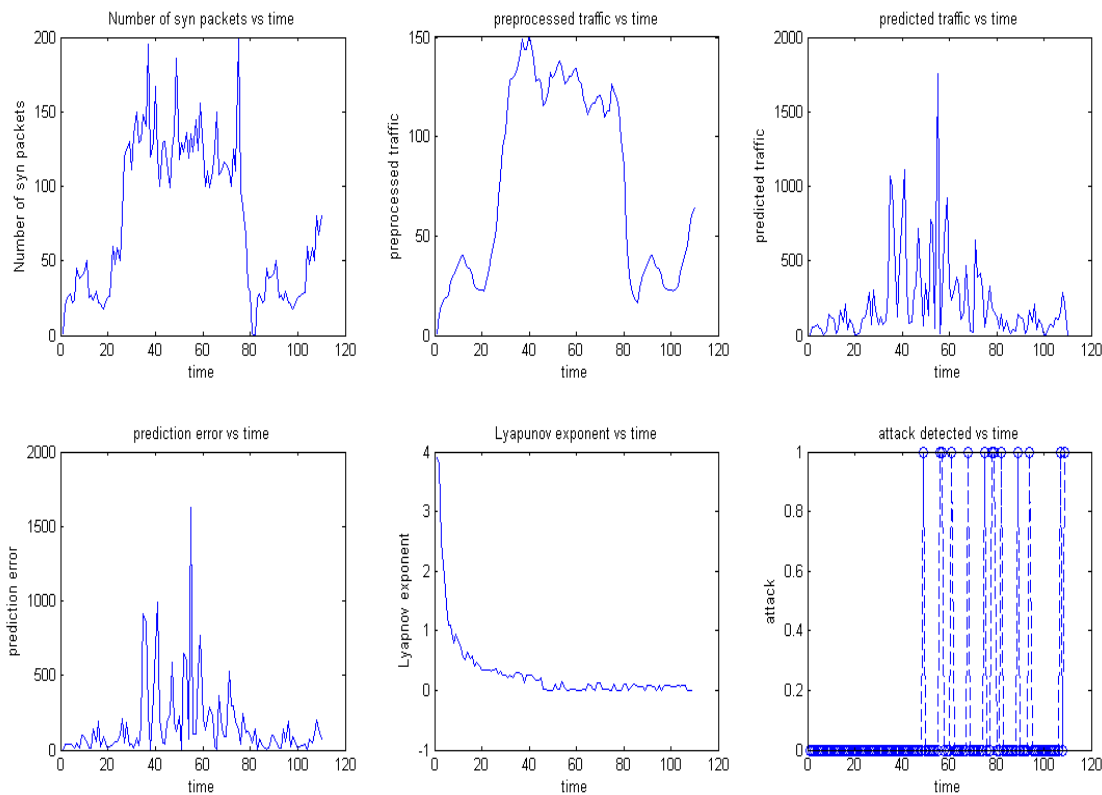 Number of syn packets vs time
200
150
100
50
0
Number of syn packets
0 20 40 60 80 100 120
time
preprocessed traffic vs time
150
100
50
0
preprocessed traffic
0 20 40 60 80 100 120
time
predicted traffic vs time
2000
1500
1000
500
0
predicted traffic
0 20 40 60 80 100 120
time
prediction error vs time
2000
1500
1000
500
0
prediction error
0 20 40 60 80 100 120
time
Lyapunov exponent vs time
4
3
2
1
0
-1
Lyapnov exponent
0 20 40 60 80 100 120
time
attack detected vs time
1
0.8
0.6
0.4
0.2
0
attack
0 20 40 60 80 100 120
time